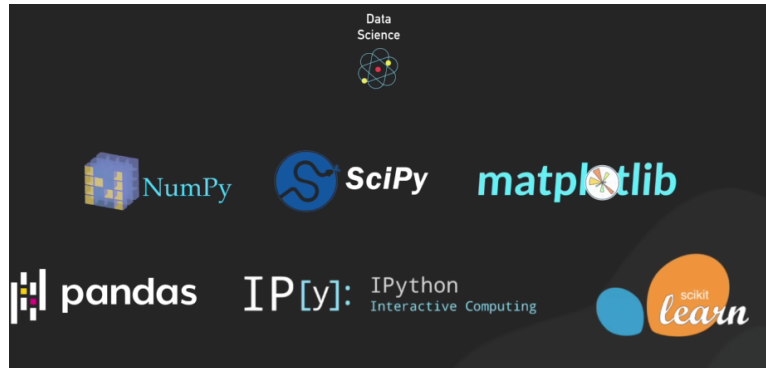 Data
Science
NumPy
SciPy
matplotlib
pandas
IP[y]:
IPython
Interactive Computing
scikit
learn